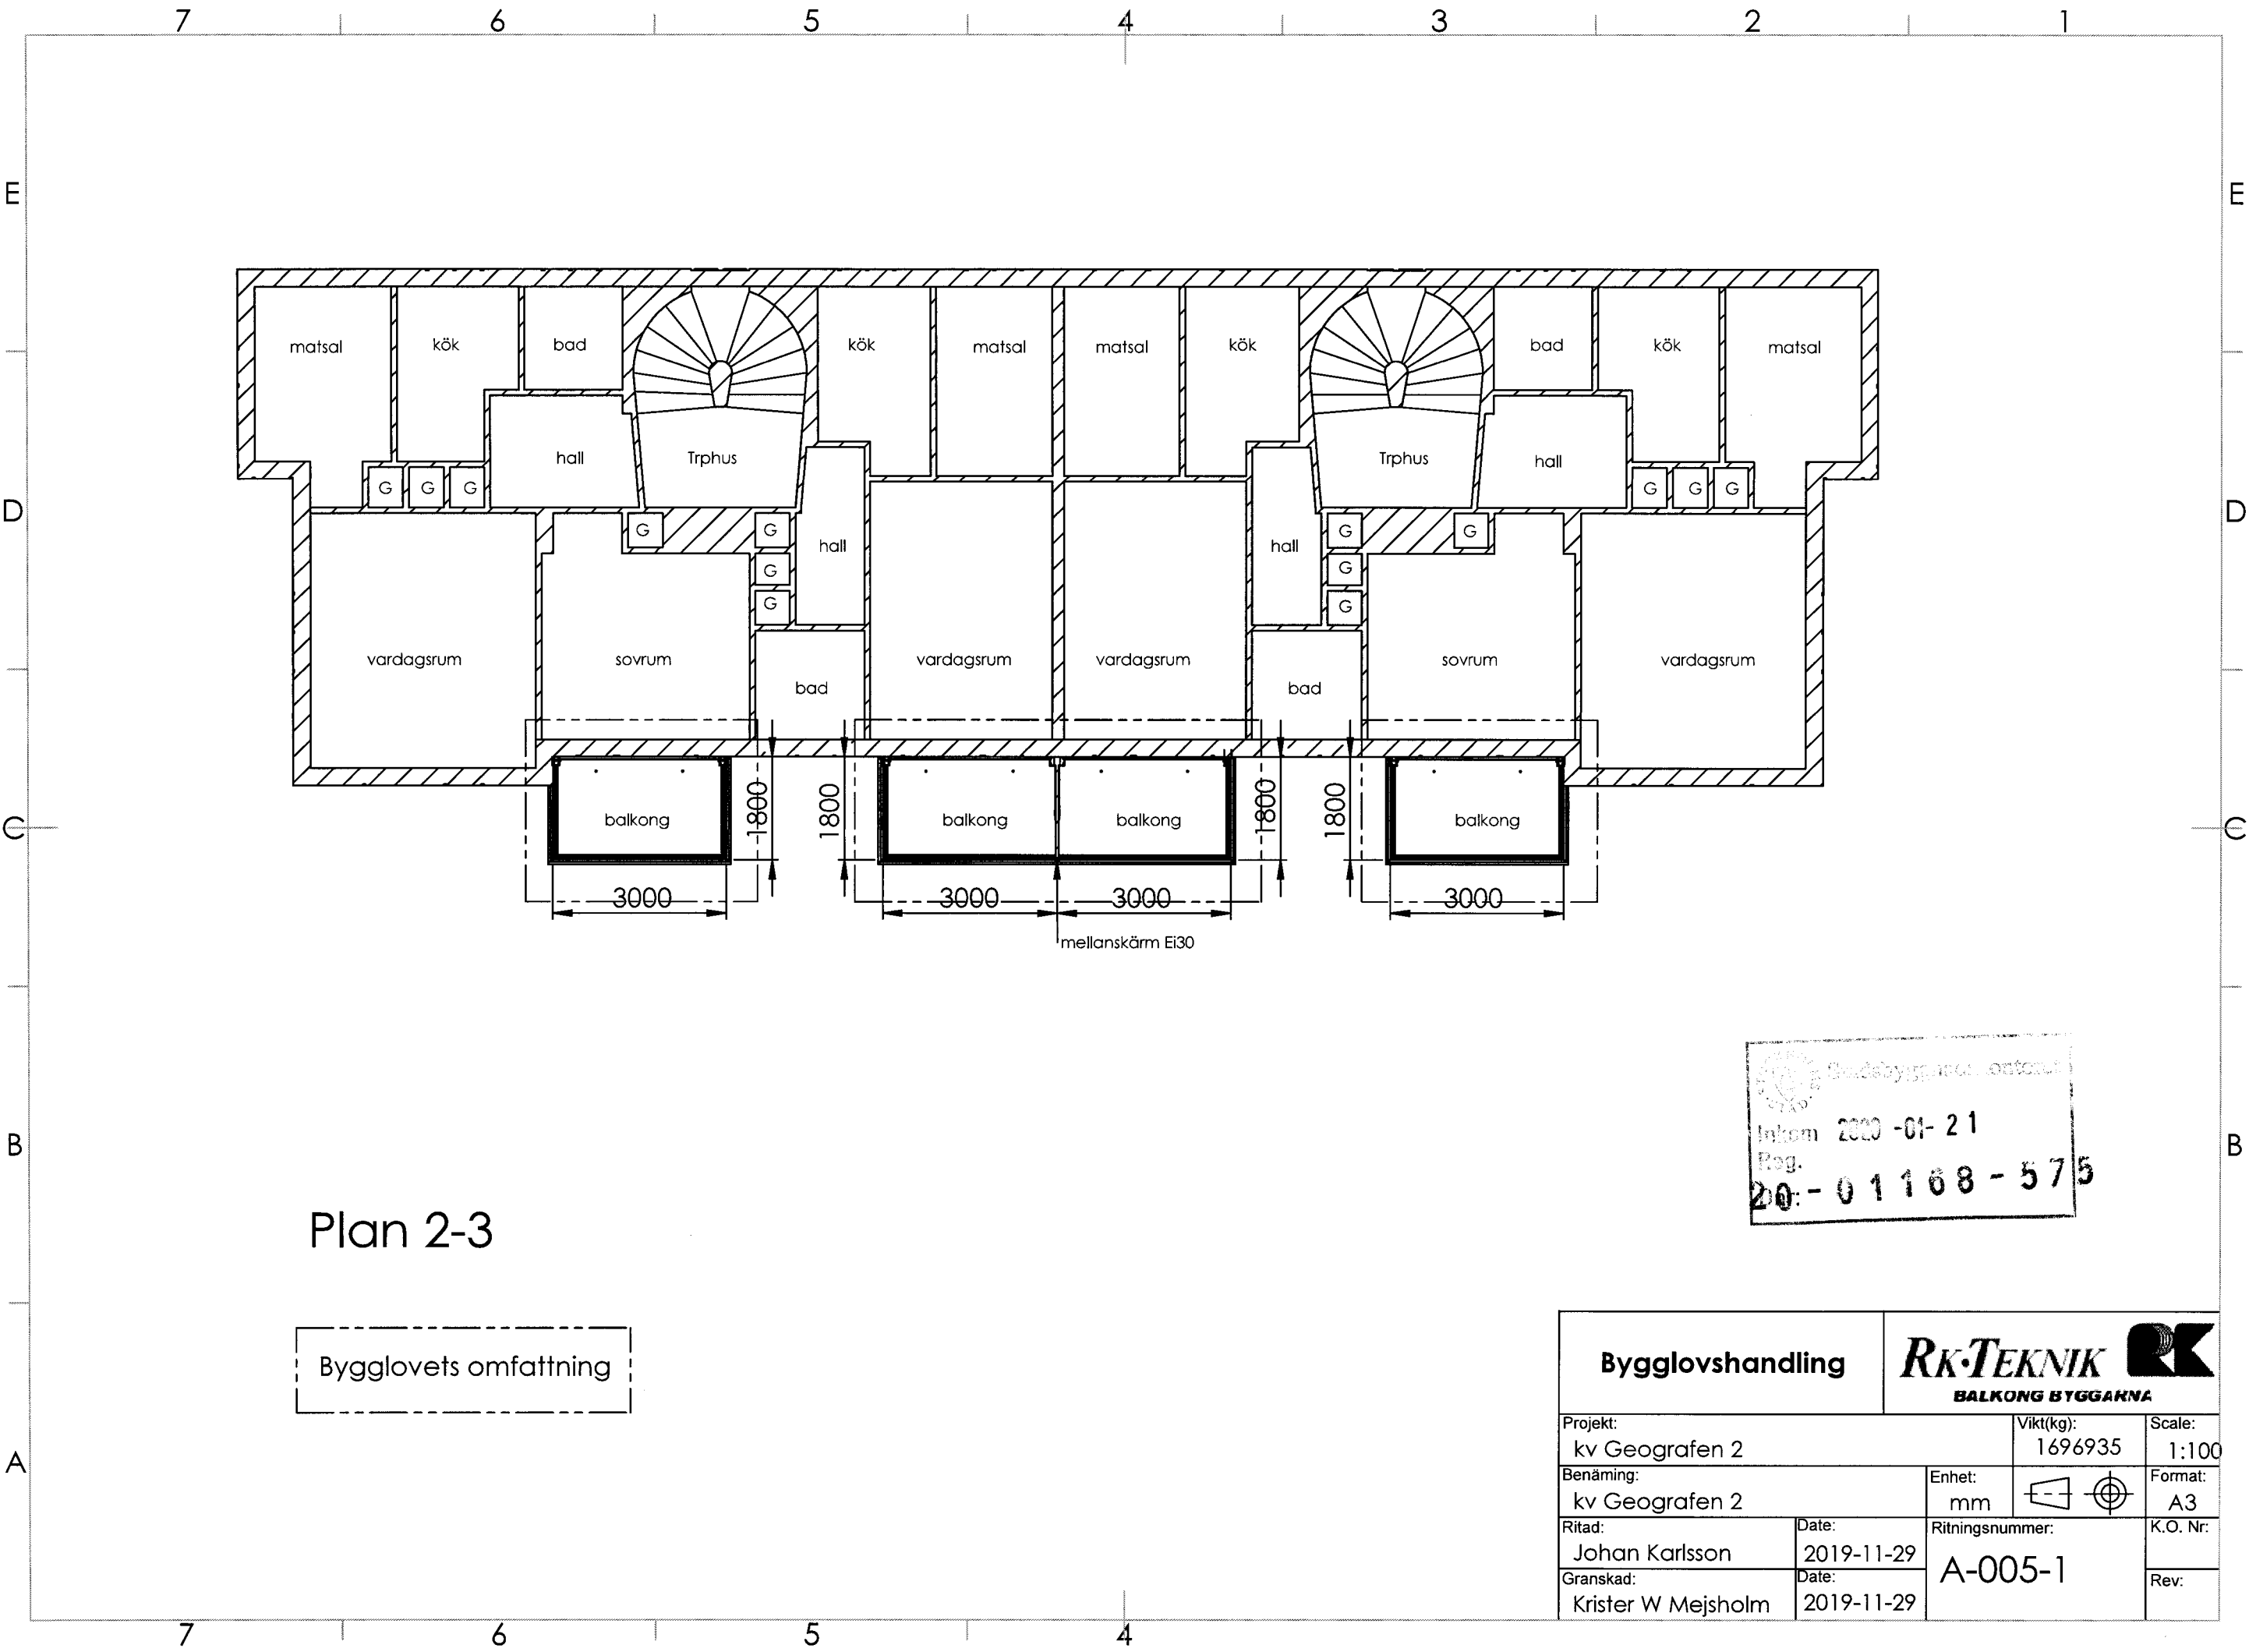 7 6 5 4 3 2 1
E E
matsal kök bad kök matsal matsal kök bad kök matsal
hall Trphus Trphus hall
G G G G G G
D D
G G G G
hall hall
G G
G G
vardagsrum sovrum vardagsrum vardagsrum sovrum vardagsrum
bad bad
1800 1800 1800 1800
balkong balkong balkong balkong
C C
3000 3000 3000 3000
mellanskärm Ei30
Inkom 2020-01-21
Reg.
Dnr:
20-01168-575
B B
Plan 2-3
Bygglovets omfattning
Bygglovshandling
RK·TEKNIK RK
BALKONG BYGGARNA
Projekt: Vikt(kg): Scale:
kv Geografen 2 1696935 1:100
Benäming: Enhet: Format:
kv Geografen 2 mm A3
A
Ritad: Date: Ritningsnummer: K.O. Nr:
Johan Karlsson 2019-11-29 A-005-1
Granskad: Date: Rev:
Krister W Mejsholm 2019-11-29
7 6 5 4